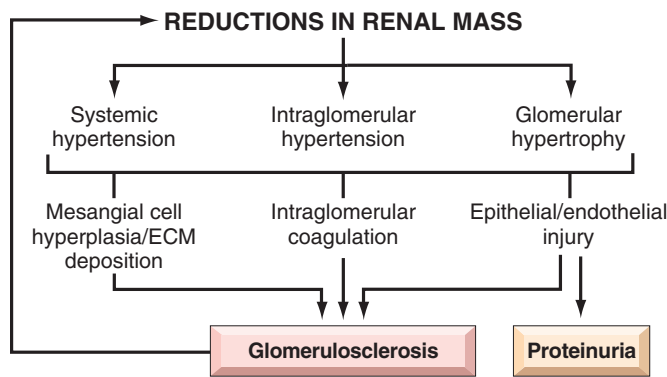 REDUCTIONS IN RENAL MASS
Systemic
hypertension
Intraglomerular
hypertension
Glomerular
hypertrophy
Mesangial cell
hyperplasia/ECM
deposition
Intraglomerular
coagulation
Epithelial/endothelial
injury
Glomerulosclerosis
Proteinuria